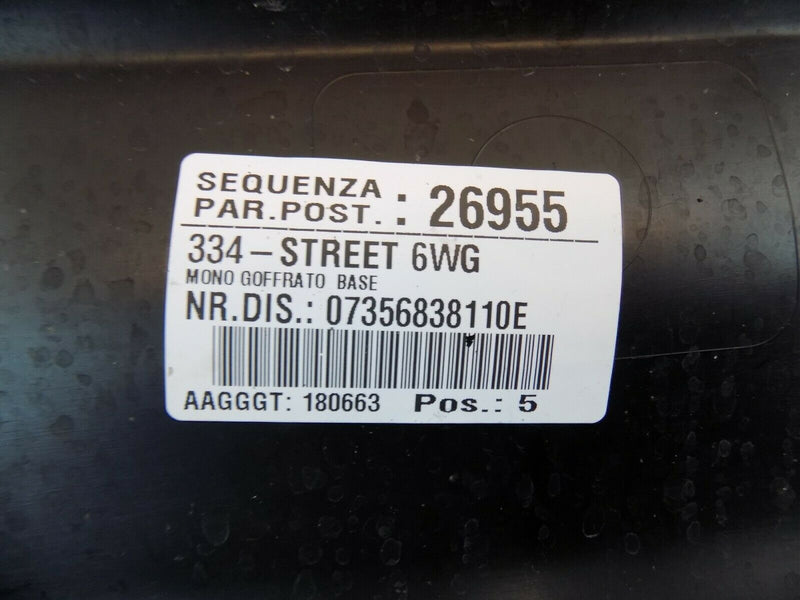 SEQUENZA
PAR.POST. : 26955
334-STREET 6WG
MONO GOFFRATO BASE
NR.DIS.: 07356838110E
AAGGGT: 180663 Pos.: 5